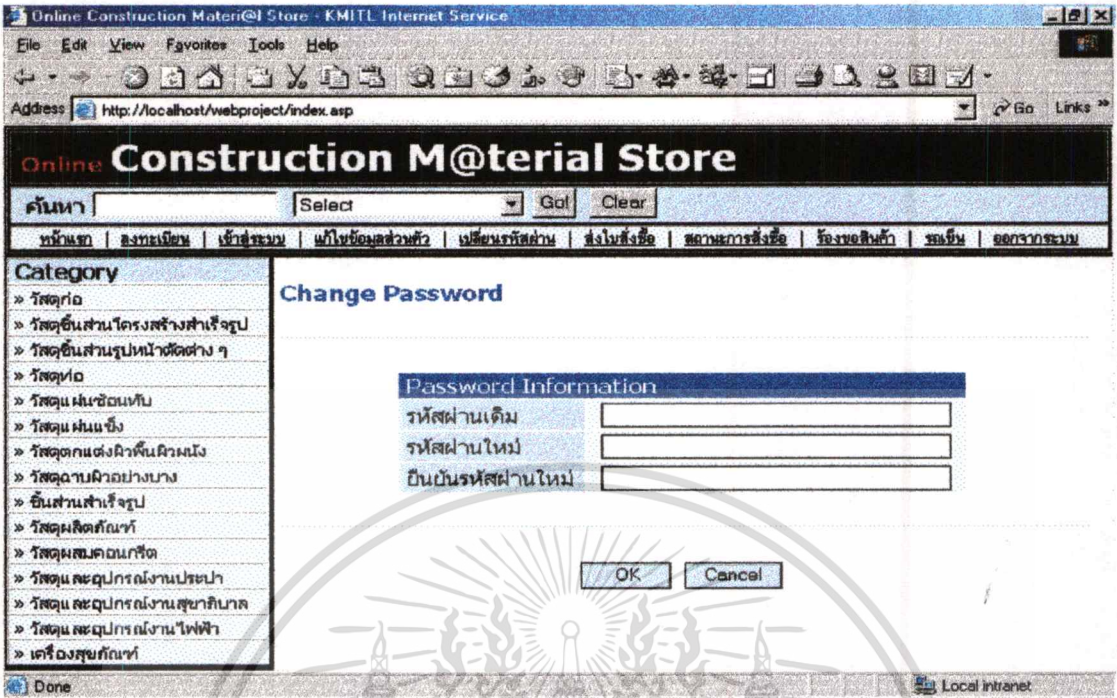 Online Construction Materi@l Store - KMITL Internet Service
File Edit View Favorites Tools Help
Address http://localhost/webproject/index.asp Go Links »
Online Construction M@terial Store
ค้นหา Select Go! Clear
หน้าแรก | ลงทะเบียน | เข้าสู่ระบบ | แก้ไขข้อมูลส่วนตัว | เปลี่ยนรหัสผ่าน | ส่งใบสั่งซื้อ | สถานะการสั่งซื้อ | ร้องขอสินค้า | รถเข็น | ออกจากระบบ
Category
» วัสดุก่อ
» วัสดุชิ้นส่วนโครงสร้างสำเร็จรูป
» วัสดุชิ้นส่วนรูปหน้าตัดต่าง ๆ
» วัสดุท่อ
» วัสดุแผ่นซ้อนทับ
» วัสดุแผ่นแข็ง
» วัสดุตกแต่งผิวพื้นผิวผนัง
» วัสดุฉาบผิวอย่างบาง
» ชิ้นส่วนสำเร็จรูป
» วัสดุผลิตภัณฑ์
» วัสดุผสมคอนกรีต
» วัสดุและอุปกรณ์งานประปา
» วัสดุและอุปกรณ์งานสุขาภิบาล
» วัสดุและอุปกรณ์งานไฟฟ้า
» เครื่องสุขภัณฑ์
Change Password
Password Information
รหัสผ่านเดิม
รหัสผ่านใหม่
ยืนยันรหัสผ่านใหม่
OK Cancel
Done Local intranet